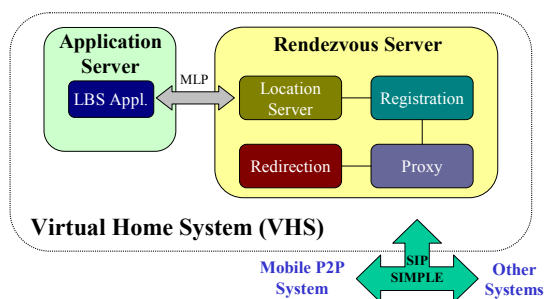 Application
Server
Rendezvous Server
MLP
LBS Appl.
Location
Server
Registration
Redirection
Proxy
Virtual Home System (VHS)
SIP
SIMPLE
Mobile P2P
System
Other
Systems